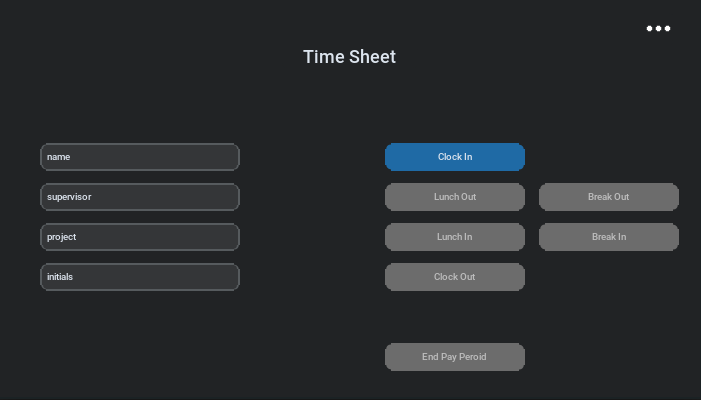 Time Sheet
name
Clock In
supervisor
Lunch Out
Break Out
project
Lunch In
Break In
initials
Clock Out
End Pay Peroid